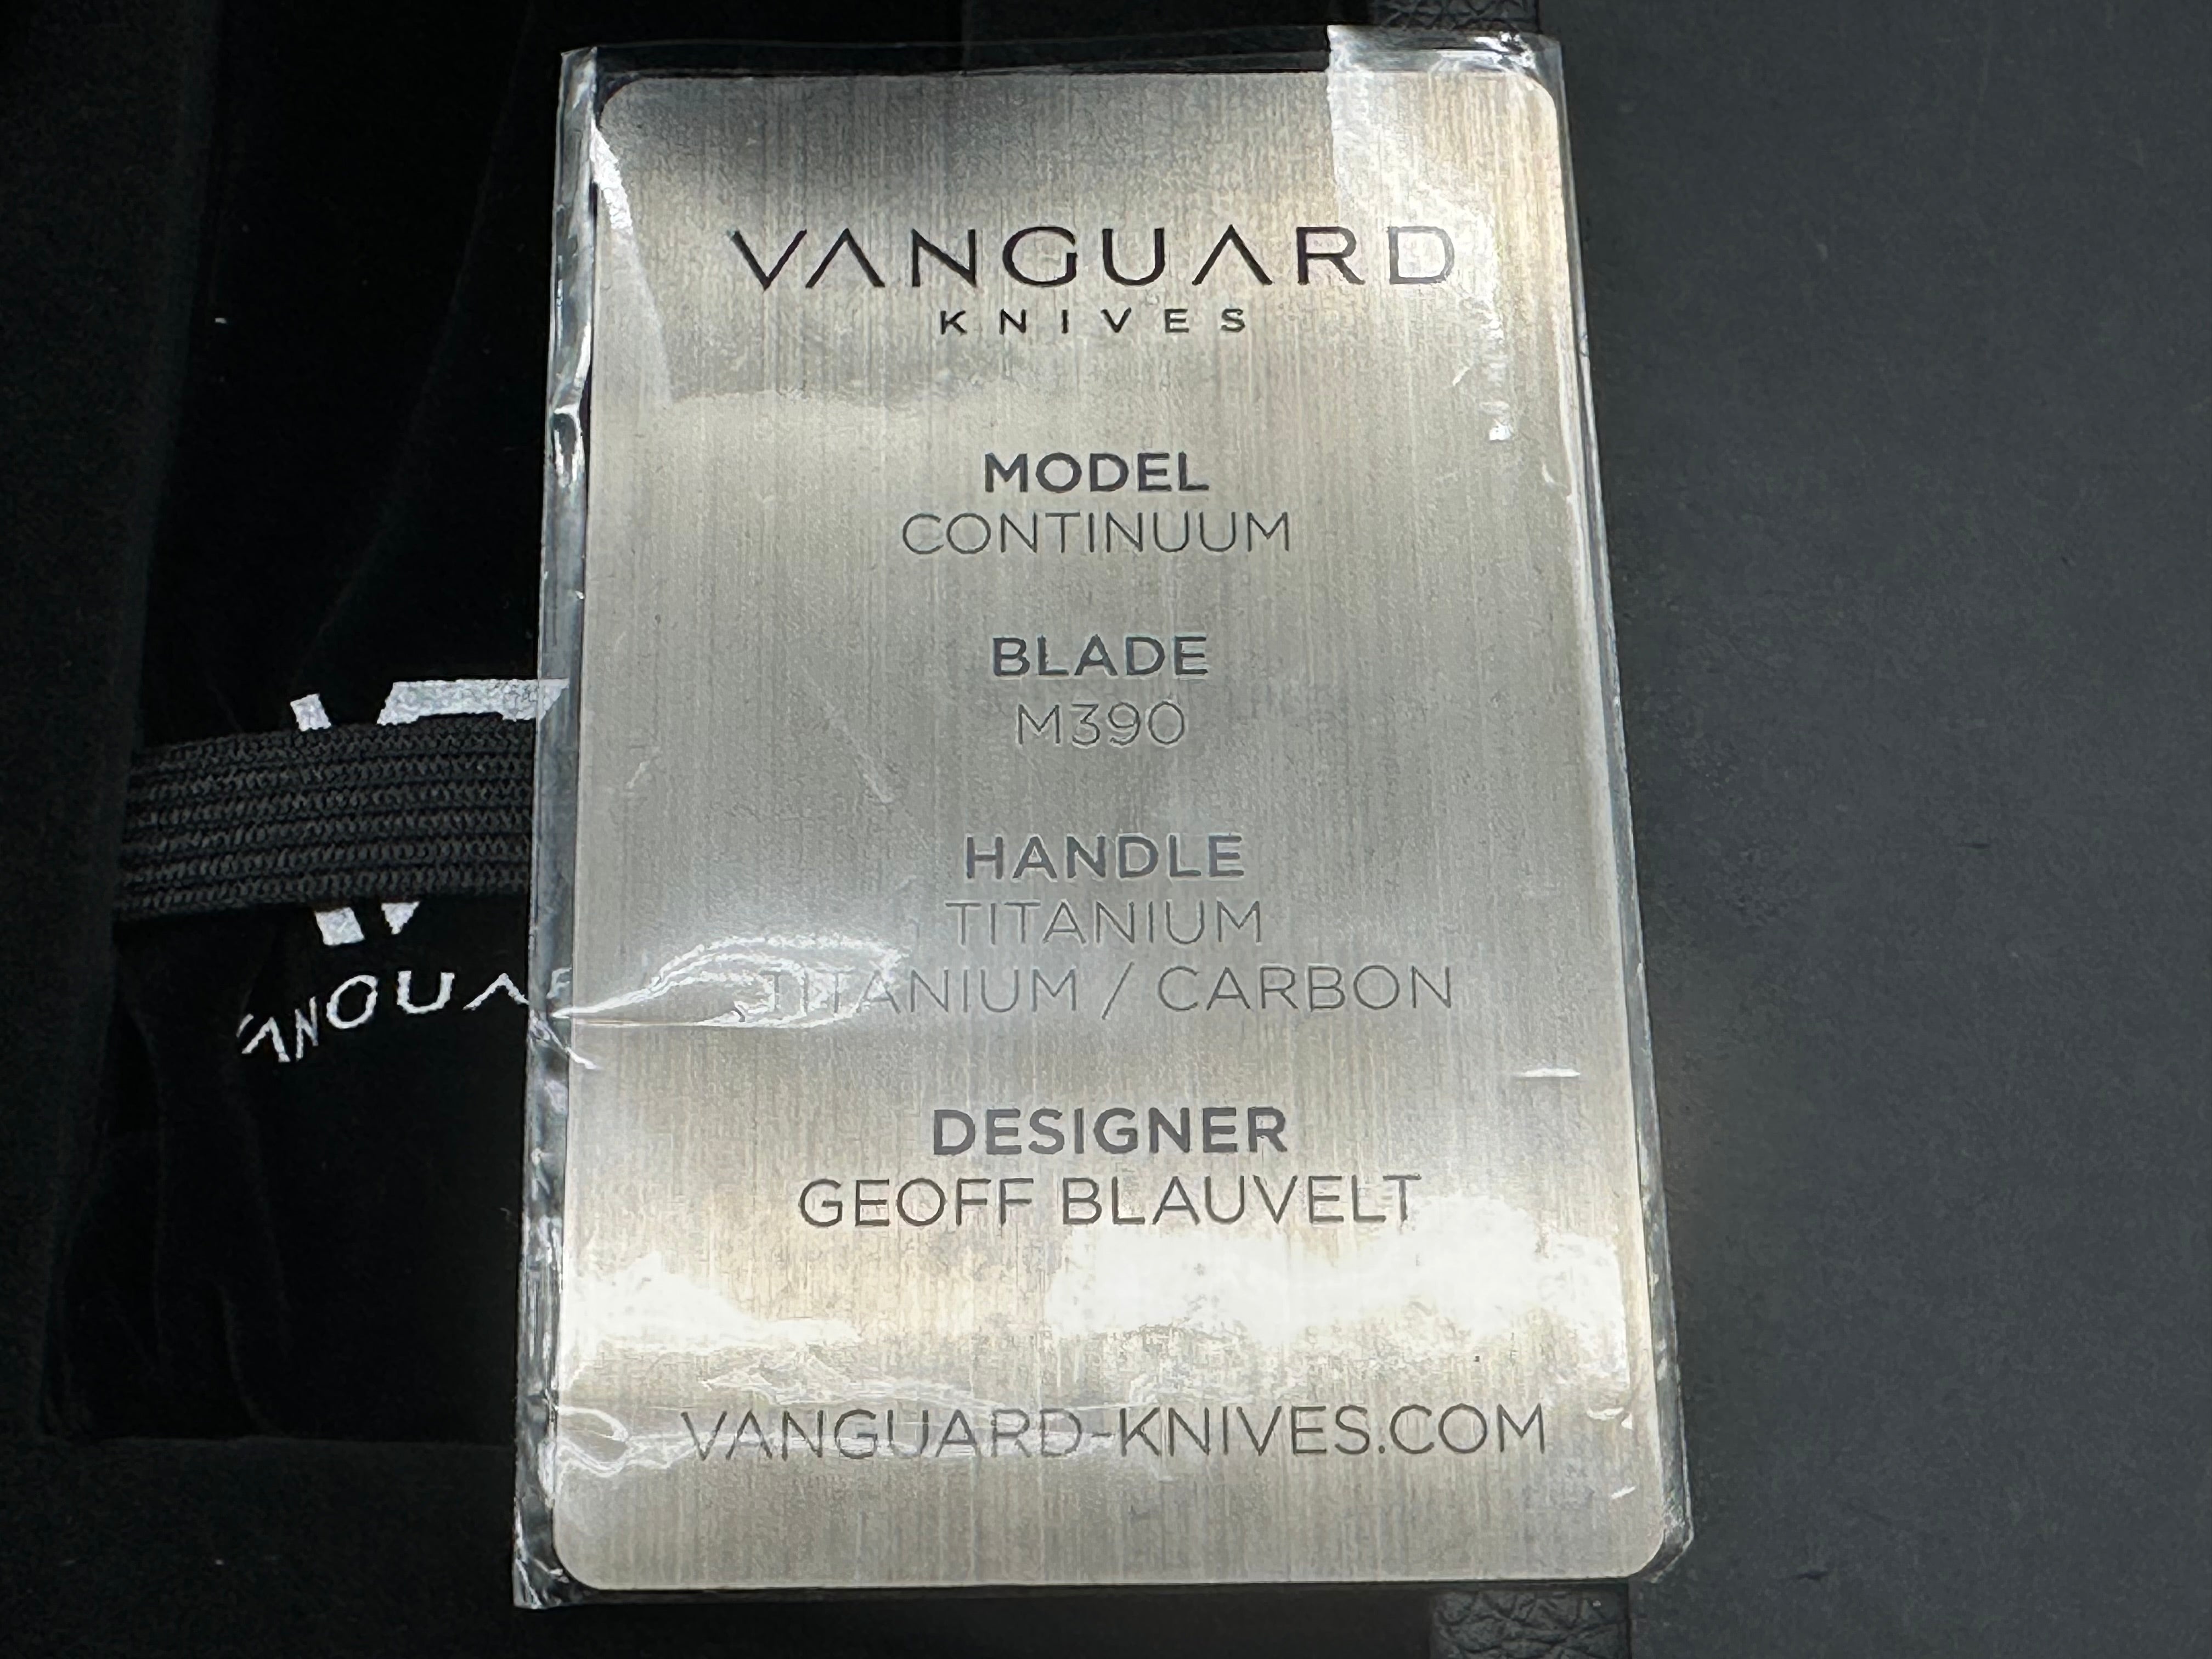 VANGUARD
KNIVES
MODEL
CONTINUUM
BLADE
M390
HANDLE
TITANIUM
TITANIUM / CARBON
DESIGNER
GEOFF BLAUVELT
VANGUARD-KNIVES.COM